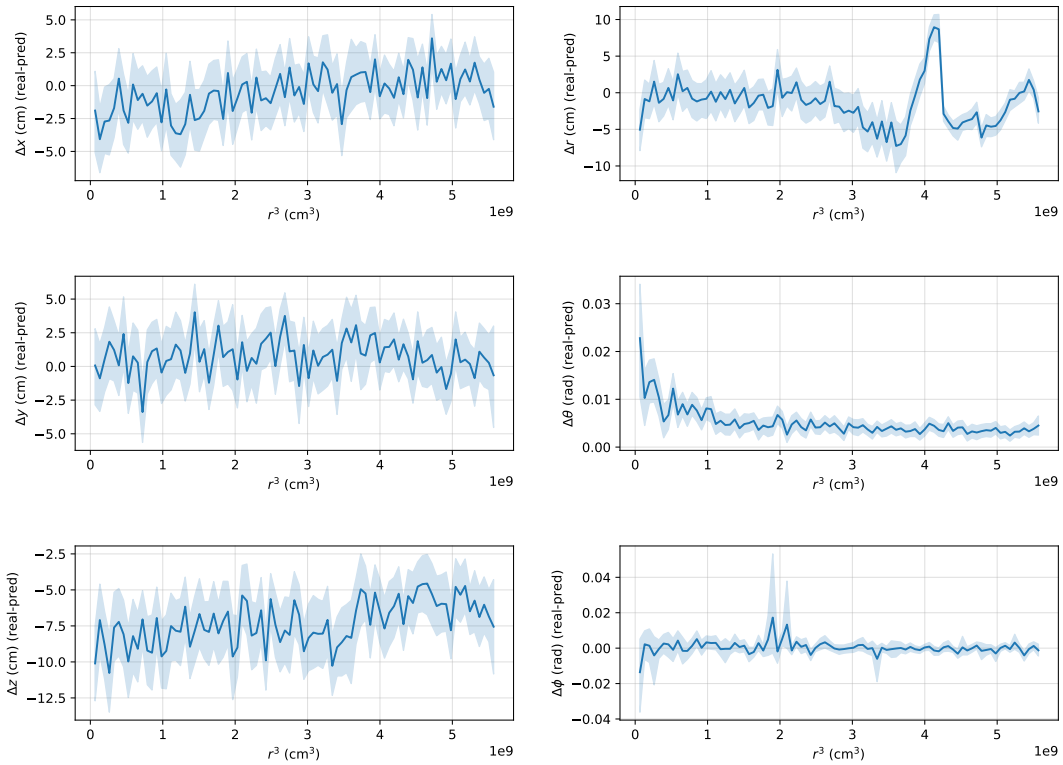 Δx (cm) (real-pred)
5.0
2.5
0.0
−2.5
−5.0
0 1 2 3 4 5
1e9
r³ (cm³)
Δr (cm) (real-pred)
10
5
0
−5
−10
0 1 2 3 4 5
1e9
r³ (cm³)
Δy (cm) (real-pred)
5.0
2.5
0.0
−2.5
−5.0
0 1 2 3 4 5
1e9
r³ (cm³)
Δθ (rad) (real-pred)
0.03
0.02
0.01
0.00
0 1 2 3 4 5
1e9
r³ (cm³)
Δz (cm) (real-pred)
−2.5
−5.0
−7.5
−10.0
−12.5
0 1 2 3 4 5
1e9
r³ (cm³)
Δϕ (rad) (real-pred)
0.04
0.02
0.00
−0.02
−0.04
0 1 2 3 4 5
1e9
r³ (cm³)